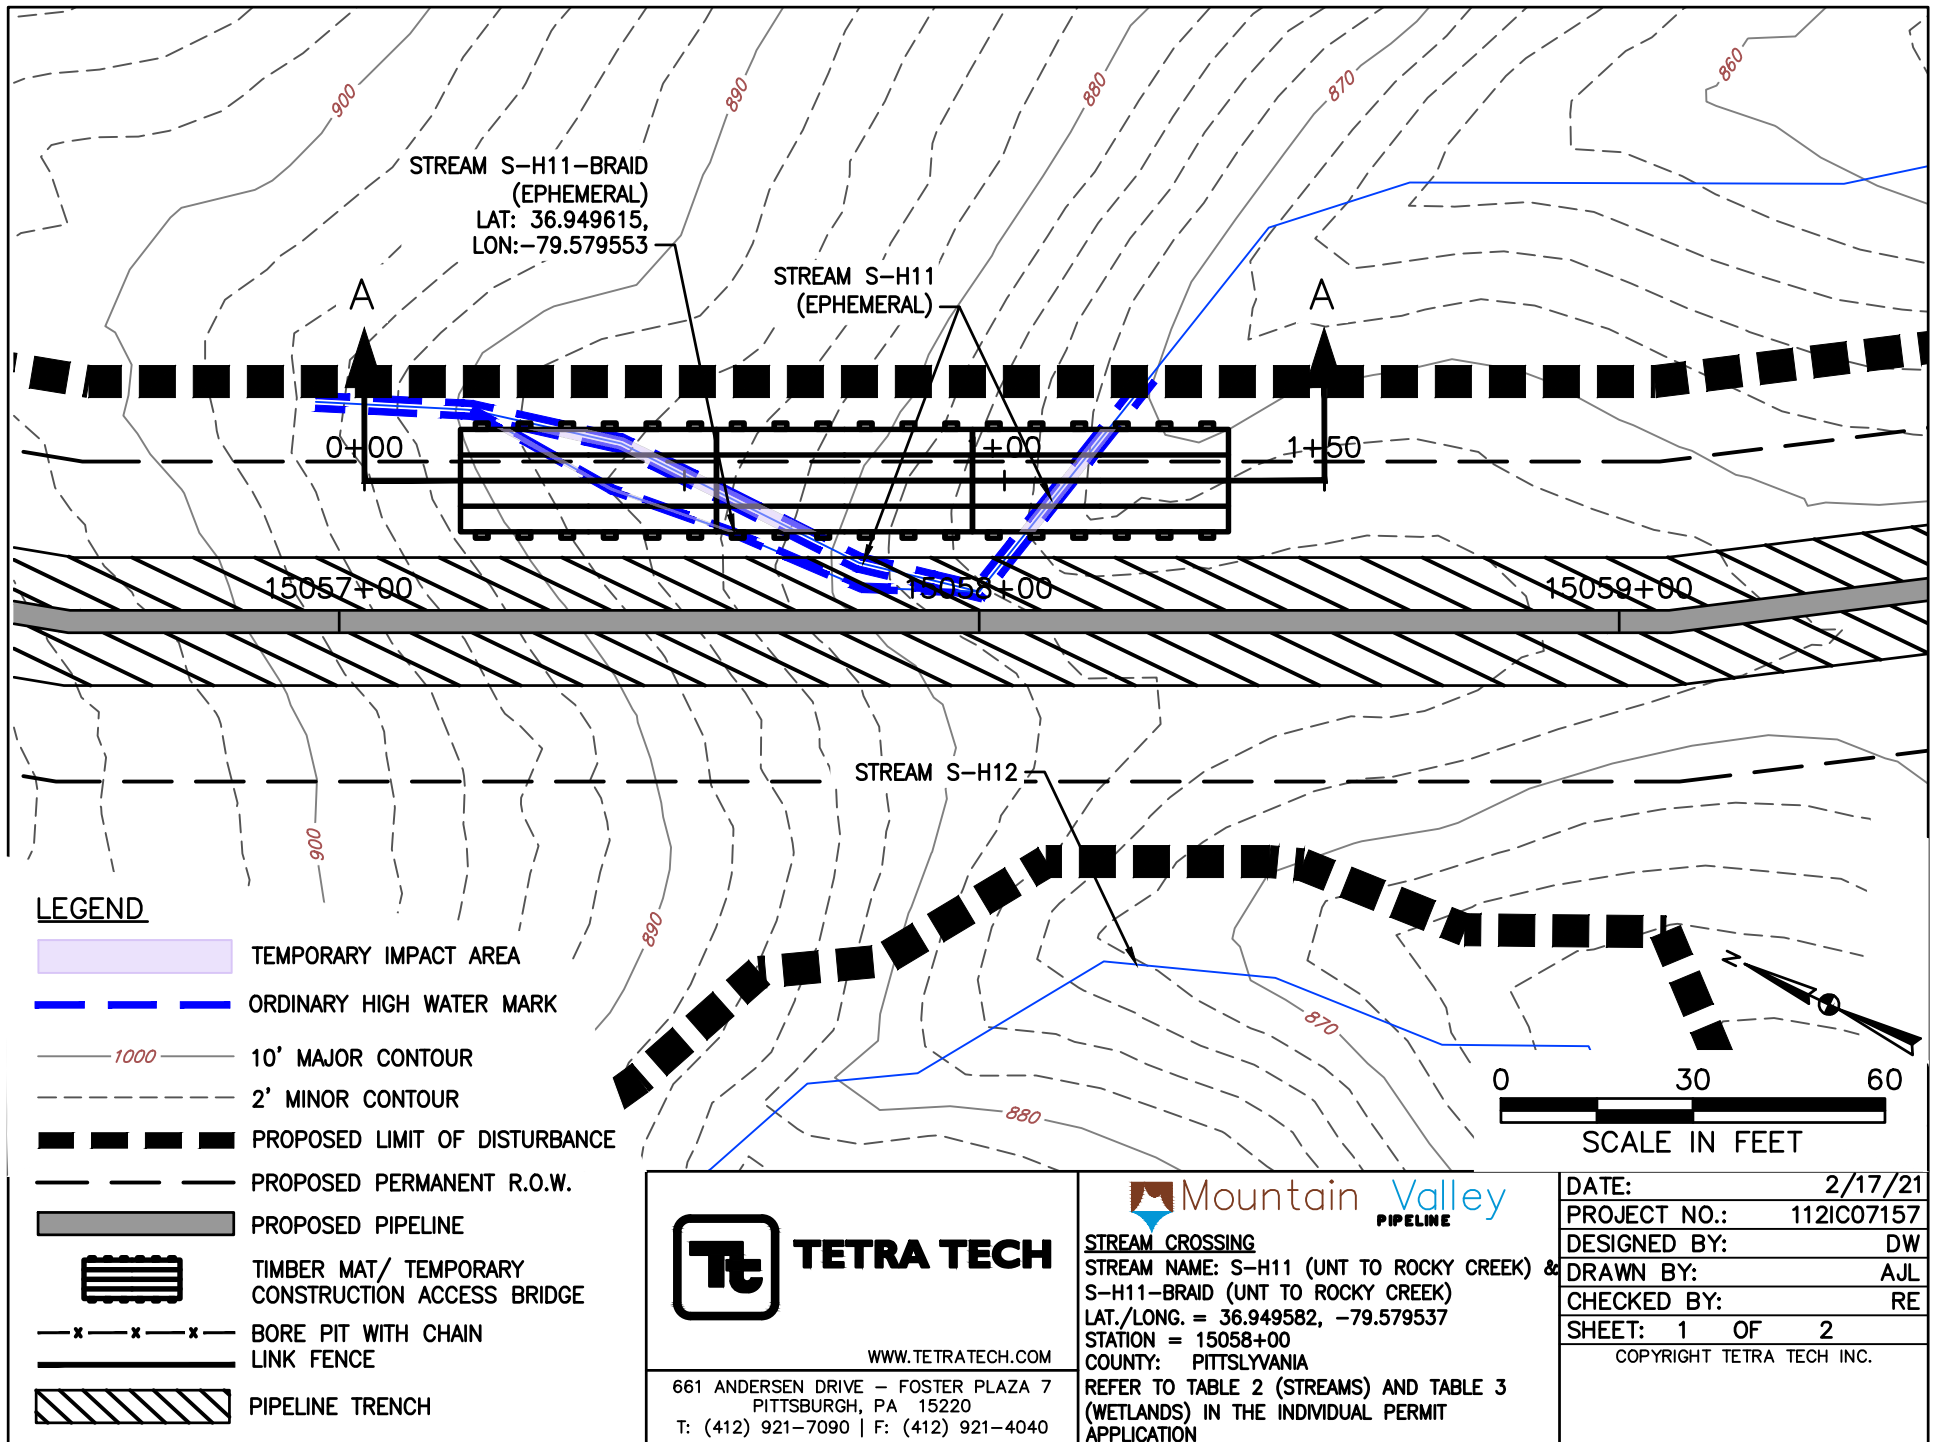 900
890
880
870
860
STREAM S-H11-BRAID
(EPHEMERAL)
LAT: 36.949615,
LON:-79.579553
STREAM S-H11
(EPHEMERAL)
A
A
0+00
1+00
1+50
15057+00
15058+00
15059+00
STREAM S-H12
900
890
870
880
N
LEGEND
TEMPORARY IMPACT AREA
ORDINARY HIGH WATER MARK
1000
10' MAJOR CONTOUR
2' MINOR CONTOUR
PROPOSED LIMIT OF DISTURBANCE
PROPOSED PERMANENT R.O.W.
PROPOSED PIPELINE
TIMBER MAT/ TEMPORARY
CONSTRUCTION ACCESS BRIDGE
x x x
BORE PIT WITH CHAIN
LINK FENCE
PIPELINE TRENCH
0 30 60
SCALE IN FEET
Tt TETRA TECH
WWW.TETRATECH.COM
661 ANDERSEN DRIVE - FOSTER PLAZA 7
PITTSBURGH, PA 15220
T: (412) 921-7090 | F: (412) 921-4040
Mountain Valley
PIPELINE
STREAM CROSSING
STREAM NAME: S-H11 (UNT TO ROCKY CREEK) &
S-H11-BRAID (UNT TO ROCKY CREEK)
LAT./LONG. = 36.949582, -79.579537
STATION = 15058+00
COUNTY: PITTSLYVANIA
REFER TO TABLE 2 (STREAMS) AND TABLE 3
(WETLANDS) IN THE INDIVIDUAL PERMIT
APPLICATION
DATE: 2/17/21
PROJECT NO.: 112IC07157
DESIGNED BY: DW
DRAWN BY: AJL
CHECKED BY: RE
SHEET: 1 OF 2
COPYRIGHT TETRA TECH INC.